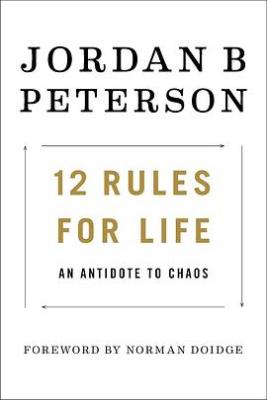 JORDAN B
PETERSON
12 RULES
FOR LIFE
AN ANTIDOTE TO CHAOS
FOREWORD BY NORMAN DOIDGE